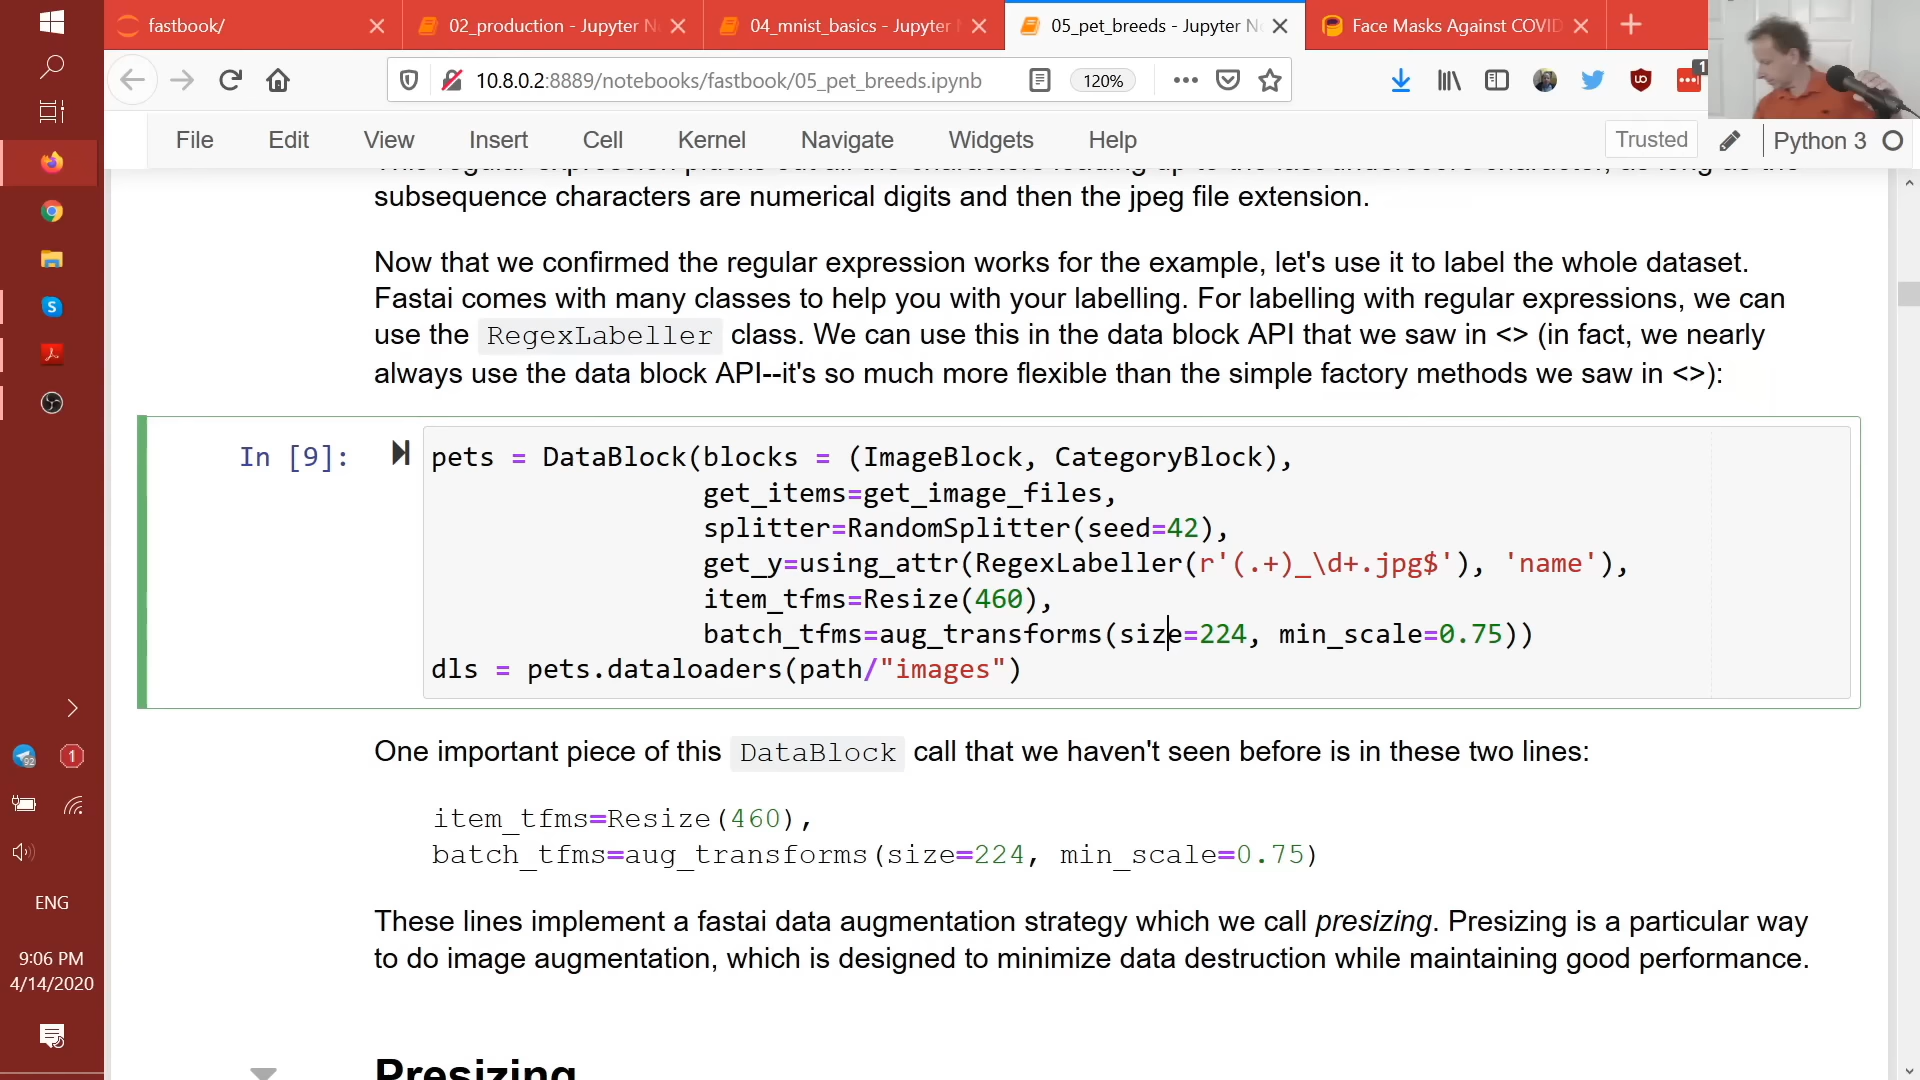 fastbook/
02_production - Jupyter N
04_mnist_basics - Jupyter
05_pet_breeds - Jupyter N
Face Masks Against COVID
10.8.0.2:8889/notebooks/fastbook/05_pet_breeds.ipynb
120%
1
File Edit View Insert Cell Kernel Navigate Widgets Help
Trusted
Python 3
subsequence characters are numerical digits and then the jpeg file extension.
Now that we confirmed the regular expression works for the example, let's use it to label the whole dataset.
Fastai comes with many classes to help you with your labelling. For labelling with regular expressions, we can
use the RegexLabeller class. We can use this in the data block API that we saw in <> (in fact, we nearly
always use the data block API--it's so much more flexible than the simple factory methods we saw in <>):
In [9]:
pets = DataBlock(blocks = (ImageBlock, CategoryBlock),
get_items=get_image_files,
splitter=RandomSplitter(seed=42),
get_y=using_attr(RegexLabeller(r'(.+)_\d+.jpg$'), 'name'),
item_tfms=Resize(460),
batch_tfms=aug_transforms(size=224, min_scale=0.75))
dls = pets.dataloaders(path/"images")
One important piece of this DataBlock call that we haven't seen before is in these two lines:
item_tfms=Resize(460),
batch_tfms=aug_transforms(size=224, min_scale=0.75)
These lines implement a fastai data augmentation strategy which we call presizing. Presizing is a particular way
to do image augmentation, which is designed to minimize data destruction while maintaining good performance.
Presizing
92
1
ENG
9:06 PM
4/14/2020